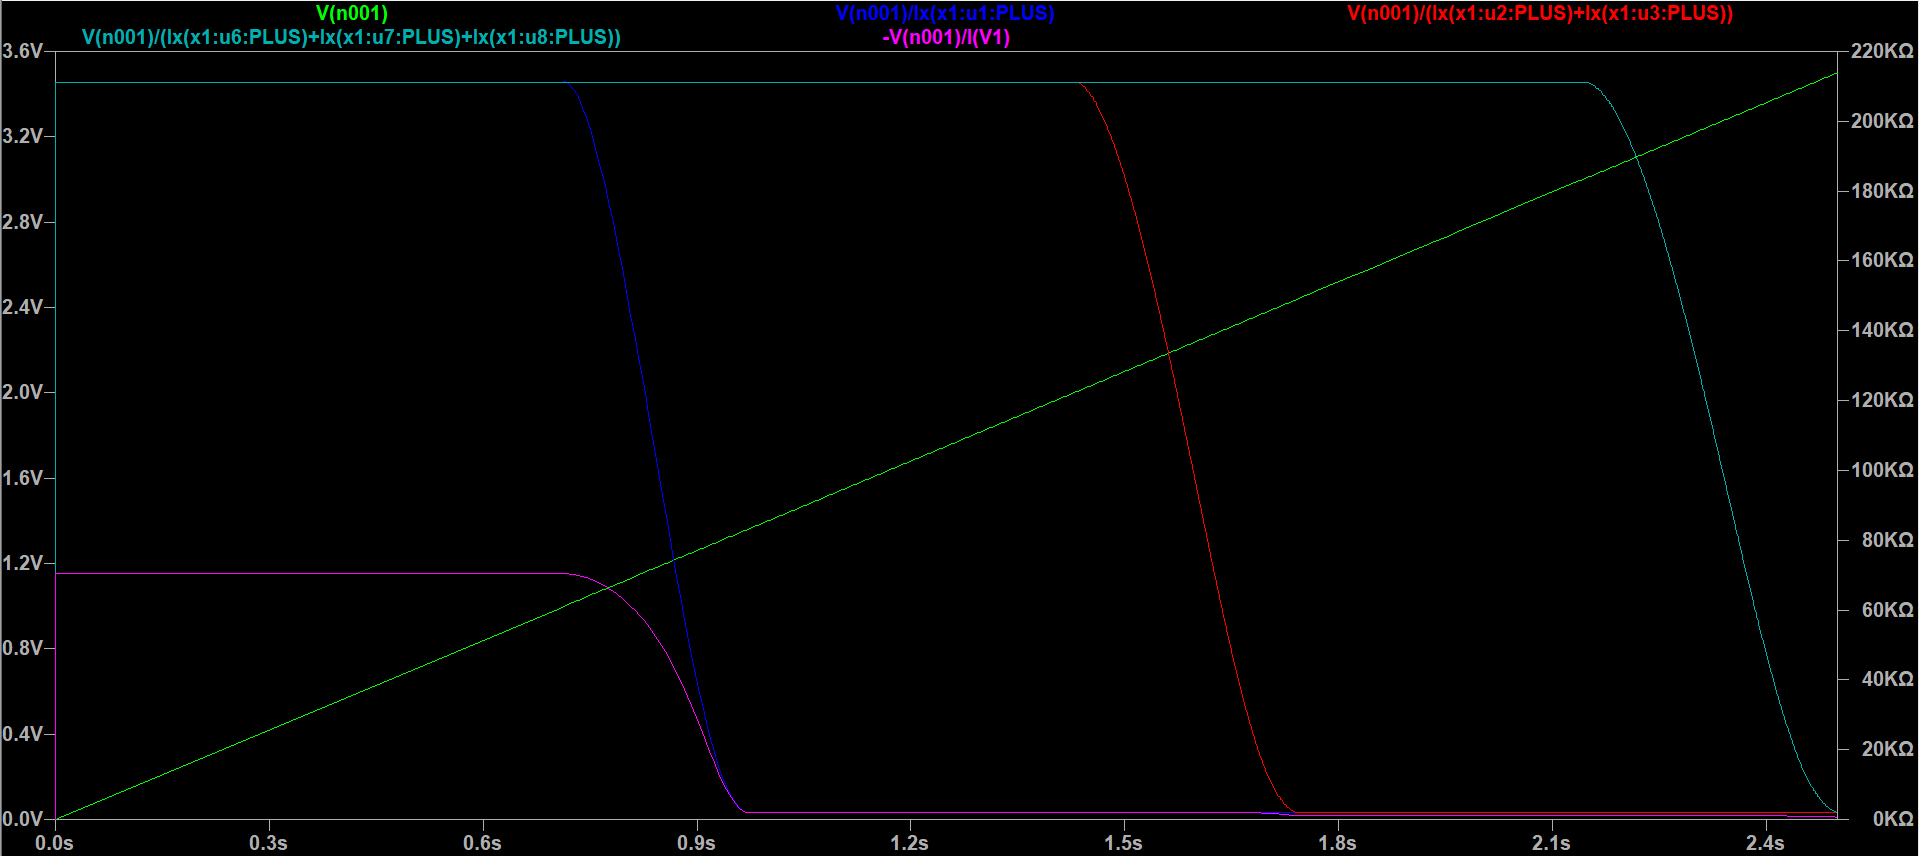 V(n001) V(n001)/Ix(x1:u1:PLUS) V(n001)/(Ix(x1:u2:PLUS)+Ix(x1:u3:PLUS))
V(n001)/(Ix(x1:u6:PLUS)+Ix(x1:u7:PLUS)+Ix(x1:u8:PLUS)) -V(n001)/I(V1)
3.6V 220KΩ
3.2V 200KΩ
2.8V 180KΩ
2.4V 160KΩ
2.0V 140KΩ
1.6V 120KΩ
1.2V 100KΩ
0.8V 80KΩ
0.4V 60KΩ
0.0V 40KΩ
20KΩ
0KΩ
0.0s 0.3s 0.6s 0.9s 1.2s 1.5s 1.8s 2.1s 2.4s